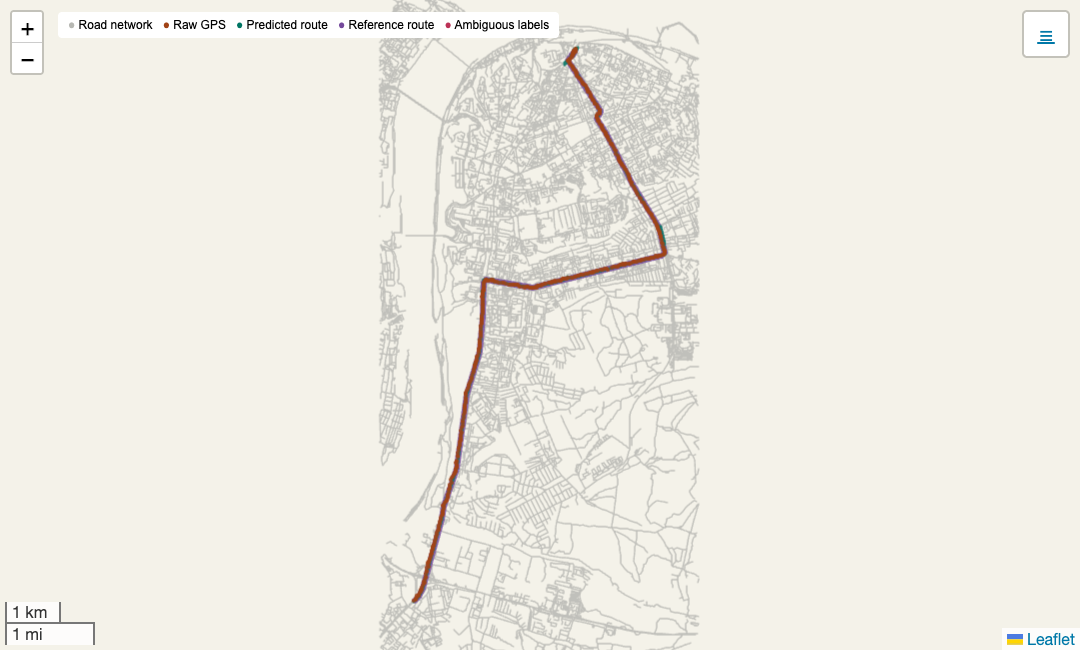 +
−
Road network Raw GPS Predicted route Reference route Ambiguous labels
1 km
1 mi
Leaflet